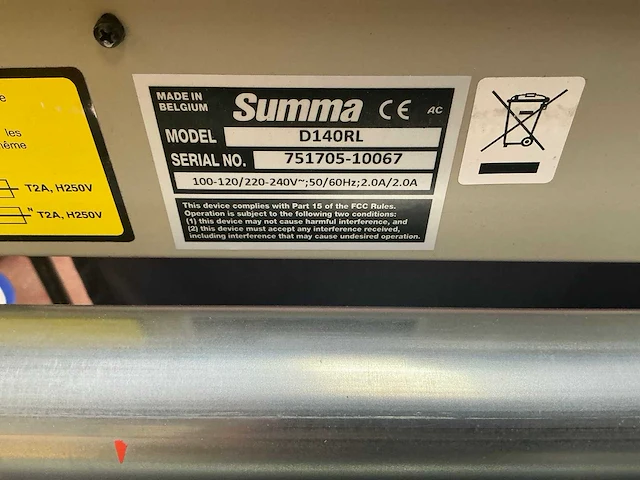 e
les
même
T2A, H250V
" T2A, H250V
MADE IN
BELGIUM
Summa
CE
AC
MODEL D140RL
SERIAL NO. 751705-10067
100-120/220-240V~;50/60Hz;2.0A/2.0A
This device complies with Part 15 of the FCC Rules.
Operation is subject to the following two conditions:
(1) this device may not cause harmful interference, and
(2) this device must accept any interference received,
including interference that may cause undesired operation.